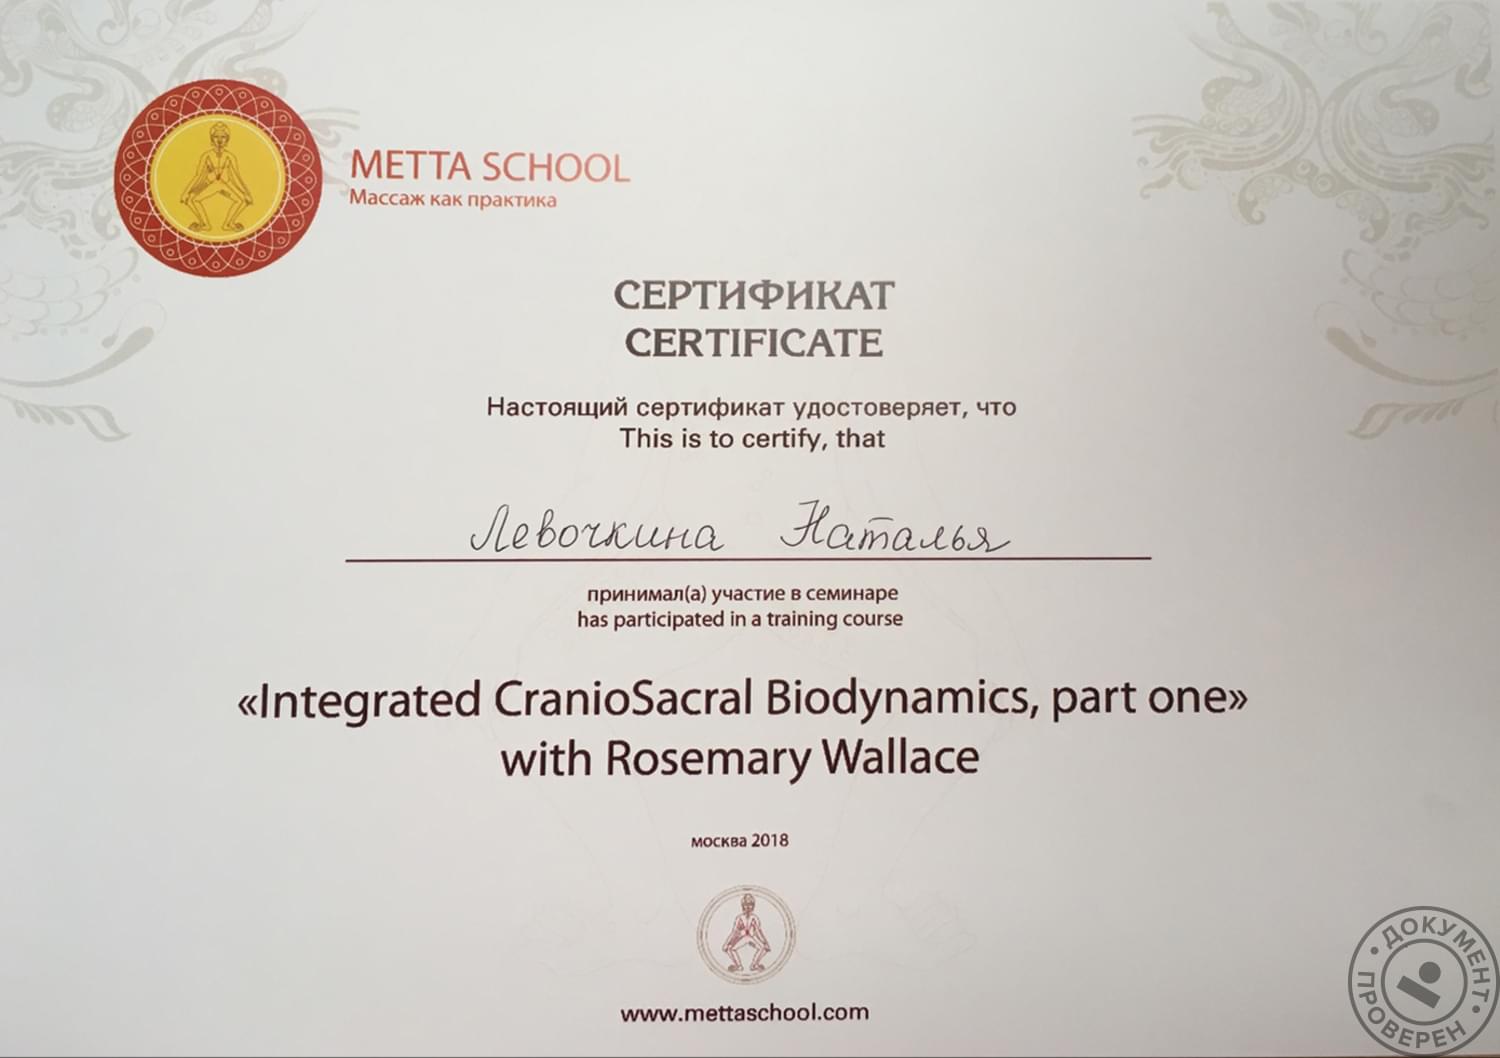 METTA SCHOOL
Массаж как практика
СЕРТИФИКАТ
CERTIFICATE
Настоящий сертификат удостоверяет, что
This is to certify, that
Левочкина Наталья
принимал(а) участие в семинаре
has participated in a training course
«Integrated CranioSacral Biodynamics, part one»
with Rosemary Wallace
москва 2018
www.mettaschool.com
ДОКУМЕНТ ПРОВЕРЕН